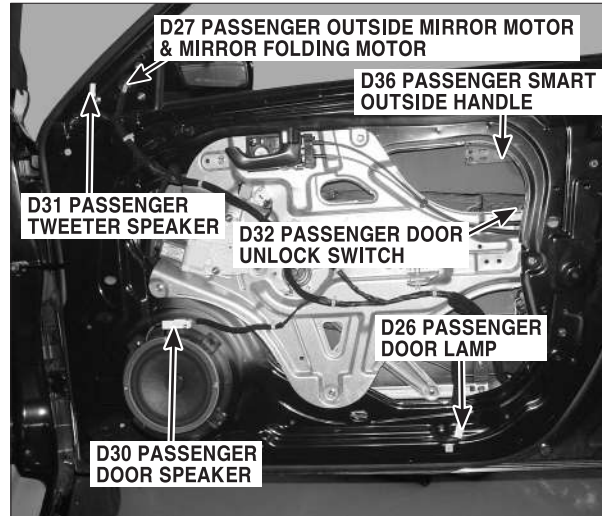 D27 PASSENGER OUTSIDE MIRROR MOTOR
& MIRROR FOLDING MOTOR
D36 PASSENGER SMART
OUTSIDE HANDLE
D31 PASSENGER
TWEETER SPEAKER
D32 PASSENGER DOOR
UNLOCK SWITCH
D26 PASSENGER
DOOR LAMP
D30 PASSENGER
DOOR SPEAKER